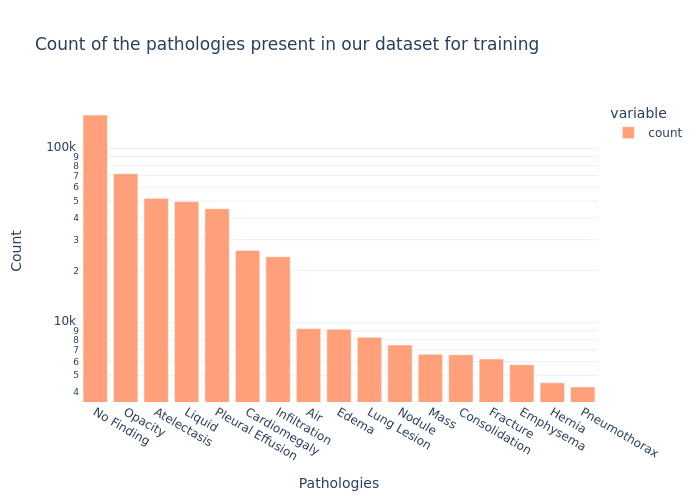 Count of the pathologies present in our dataset for training
variable
count
100k
9
8
7
6
5
4
3
2
10k
9
8
7
6
5
4
Count
No Finding
Opacity
Atelectasis
Liquid
Pleural Effusion
Cardiomegaly
Infiltration
Air
Edema
Lung Lesion
Nodule
Mass
Consolidation
Fracture
Emphysema
Hernia
Pneumothorax
Pathologies